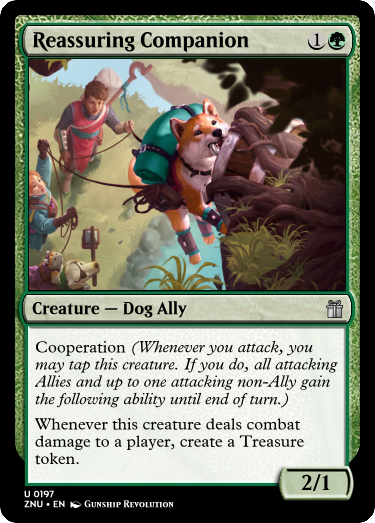 Reassuring Companion 1
Creature — Dog Ally
Cooperation (Whenever you attack, you
may tap this creature. If you do, all attacking
Allies and up to one attacking non-Ally gain
the following ability until end of turn.)
Whenever this creature deals combat
damage to a player, create a Treasure
token.
2/1
U 0197
ZNU • EN Gunship Revolution